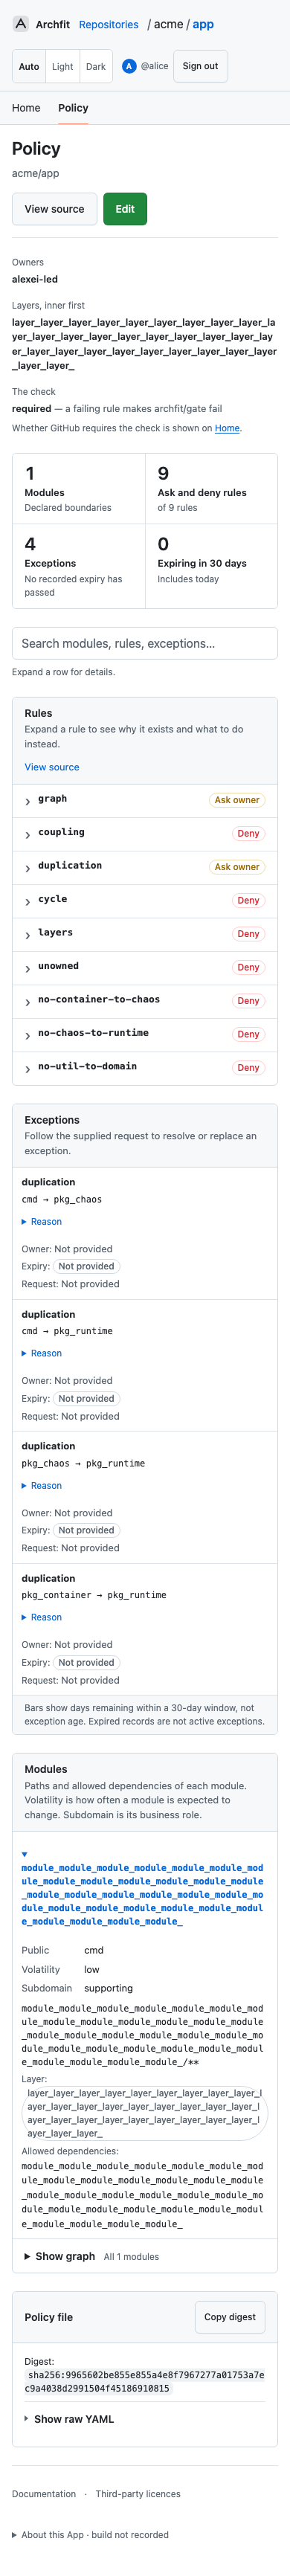 Archfit Repositories / acme / app
Auto Light Dark A @alice Sign out
Home Policy
Policy
acme/app
View source Edit
Owners
alexei-led
Layers, inner first
layer_layer_layer_layer_layer_layer_layer_layer_layer_la
yer_layer_layer_layer_layer_layer_layer_layer_layer_lay
er_layer_layer_layer_layer_layer_layer_layer_layer_layer
_layer_layer_
The check
required — a failing rule makes archfit/gate fail
Whether GitHub requires the check is shown on Home.
1
Modules
Declared boundaries
9
Ask and deny rules
of 9 rules
4
Exceptions
No recorded expiry has
passed
0
Expiring in 30 days
Includes today
Search modules, rules, exceptions...
Expand a row for details.
Rules
Expand a rule to see why it exists and what to do
instead.
View source
graph Ask owner
coupling Deny
duplication Ask owner
cycle Deny
layers Deny
unowned Deny
no-container-to-chaos Deny
no-chaos-to-runtime Deny
no-util-to-domain Deny
Exceptions
Follow the supplied request to resolve or replace an
exception.
duplication
cmd → pkg_chaos
Reason
Owner: Not provided
Expiry: Not provided
Request: Not provided
duplication
cmd → pkg_runtime
Reason
Owner: Not provided
Expiry: Not provided
Request: Not provided
duplication
pkg_chaos → pkg_runtime
Reason
Owner: Not provided
Expiry: Not provided
Request: Not provided
duplication
pkg_container → pkg_runtime
Reason
Owner: Not provided
Expiry: Not provided
Request: Not provided
Bars show days remaining within a 30-day window, not
exception age. Expired records are not active exceptions.
Modules
Paths and allowed dependencies of each module.
Volatility is how often a module is expected to
change. Subdomain is its business role.
module_module_module_module_module_module_mod
ule_module_module_module_module_module_module
_module_module_module_module_module_module_mo
dule_module_module_module_module_module_modul
e_module_module_module_module_
Public cmd
Volatility low
Subdomain supporting
module_module_module_module_module_module_mod
ule_module_module_module_module_module_module
_module_module_module_module_module_module_mo
dule_module_module_module_module_module_modul
e_module_module_module_module_/**
Layer:
layer_layer_layer_layer_layer_layer_layer_layer_layer_l
ayer_layer_layer_layer_layer_layer_layer_layer_layer_l
ayer_layer_layer_layer_layer_layer_layer_layer_layer_l
ayer_layer_layer_
Allowed dependencies:
module_module_module_module_module_module_mod
ule_module_module_module_module_module_module
_module_module_module_module_module_module_mo
dule_module_module_module_module_module_modul
e_module_module_module_module_
Show graph All 1 modules
Policy file Copy digest
Digest:
sha256:9965602be855e855a4e8f7967277a01753a7e
c9a4038d2991504f45186910815
Show raw YAML
Documentation · Third-party licences
About this App · build not recorded